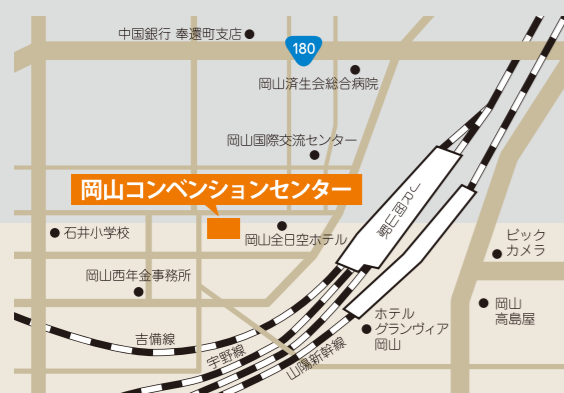 中国銀行 奉還町支店
180
岡山済生会総合病院
岡山国際交流センター
岡山コンベンションセンター
JR岡山駅
石井小学校
岡山全日空ホテル
ビック
カメラ
岡山西年金事務所
岡山
高島屋
ホテル
グランヴィア
岡山
吉備線
宇野線
山陽新幹線